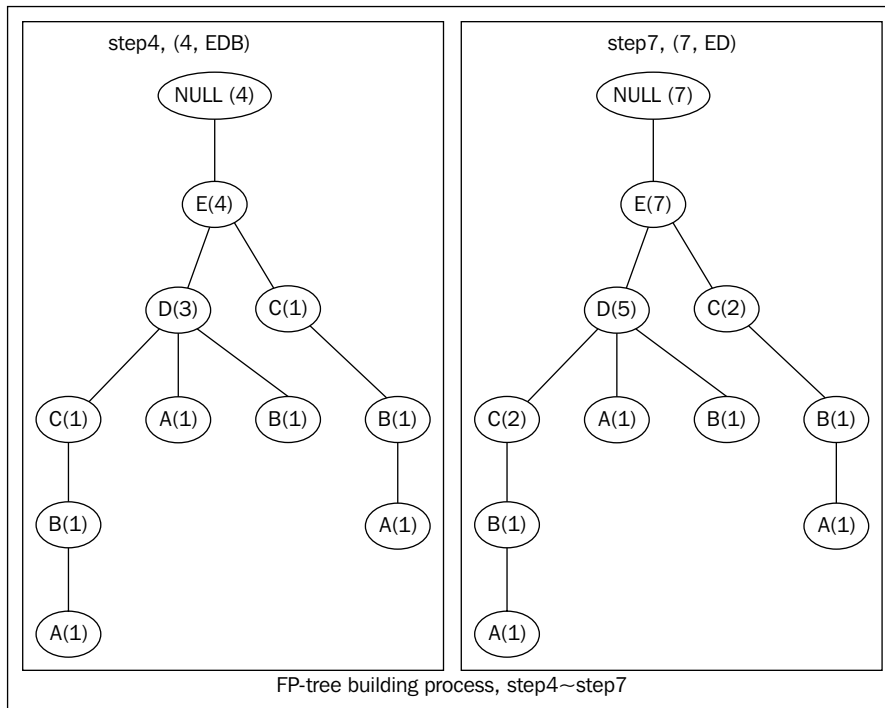 step4, (4, EDB)
NULL (4)
E(4)
D(3)
C(1)
C(1)
A(1)
B(1)
B(1)
B(1)
A(1)
A(1)
step7, (7, ED)
NULL (7)
E(7)
D(5)
C(2)
C(2)
A(1)
B(1)
B(1)
B(1)
A(1)
A(1)
FP-tree building process, step4~step7